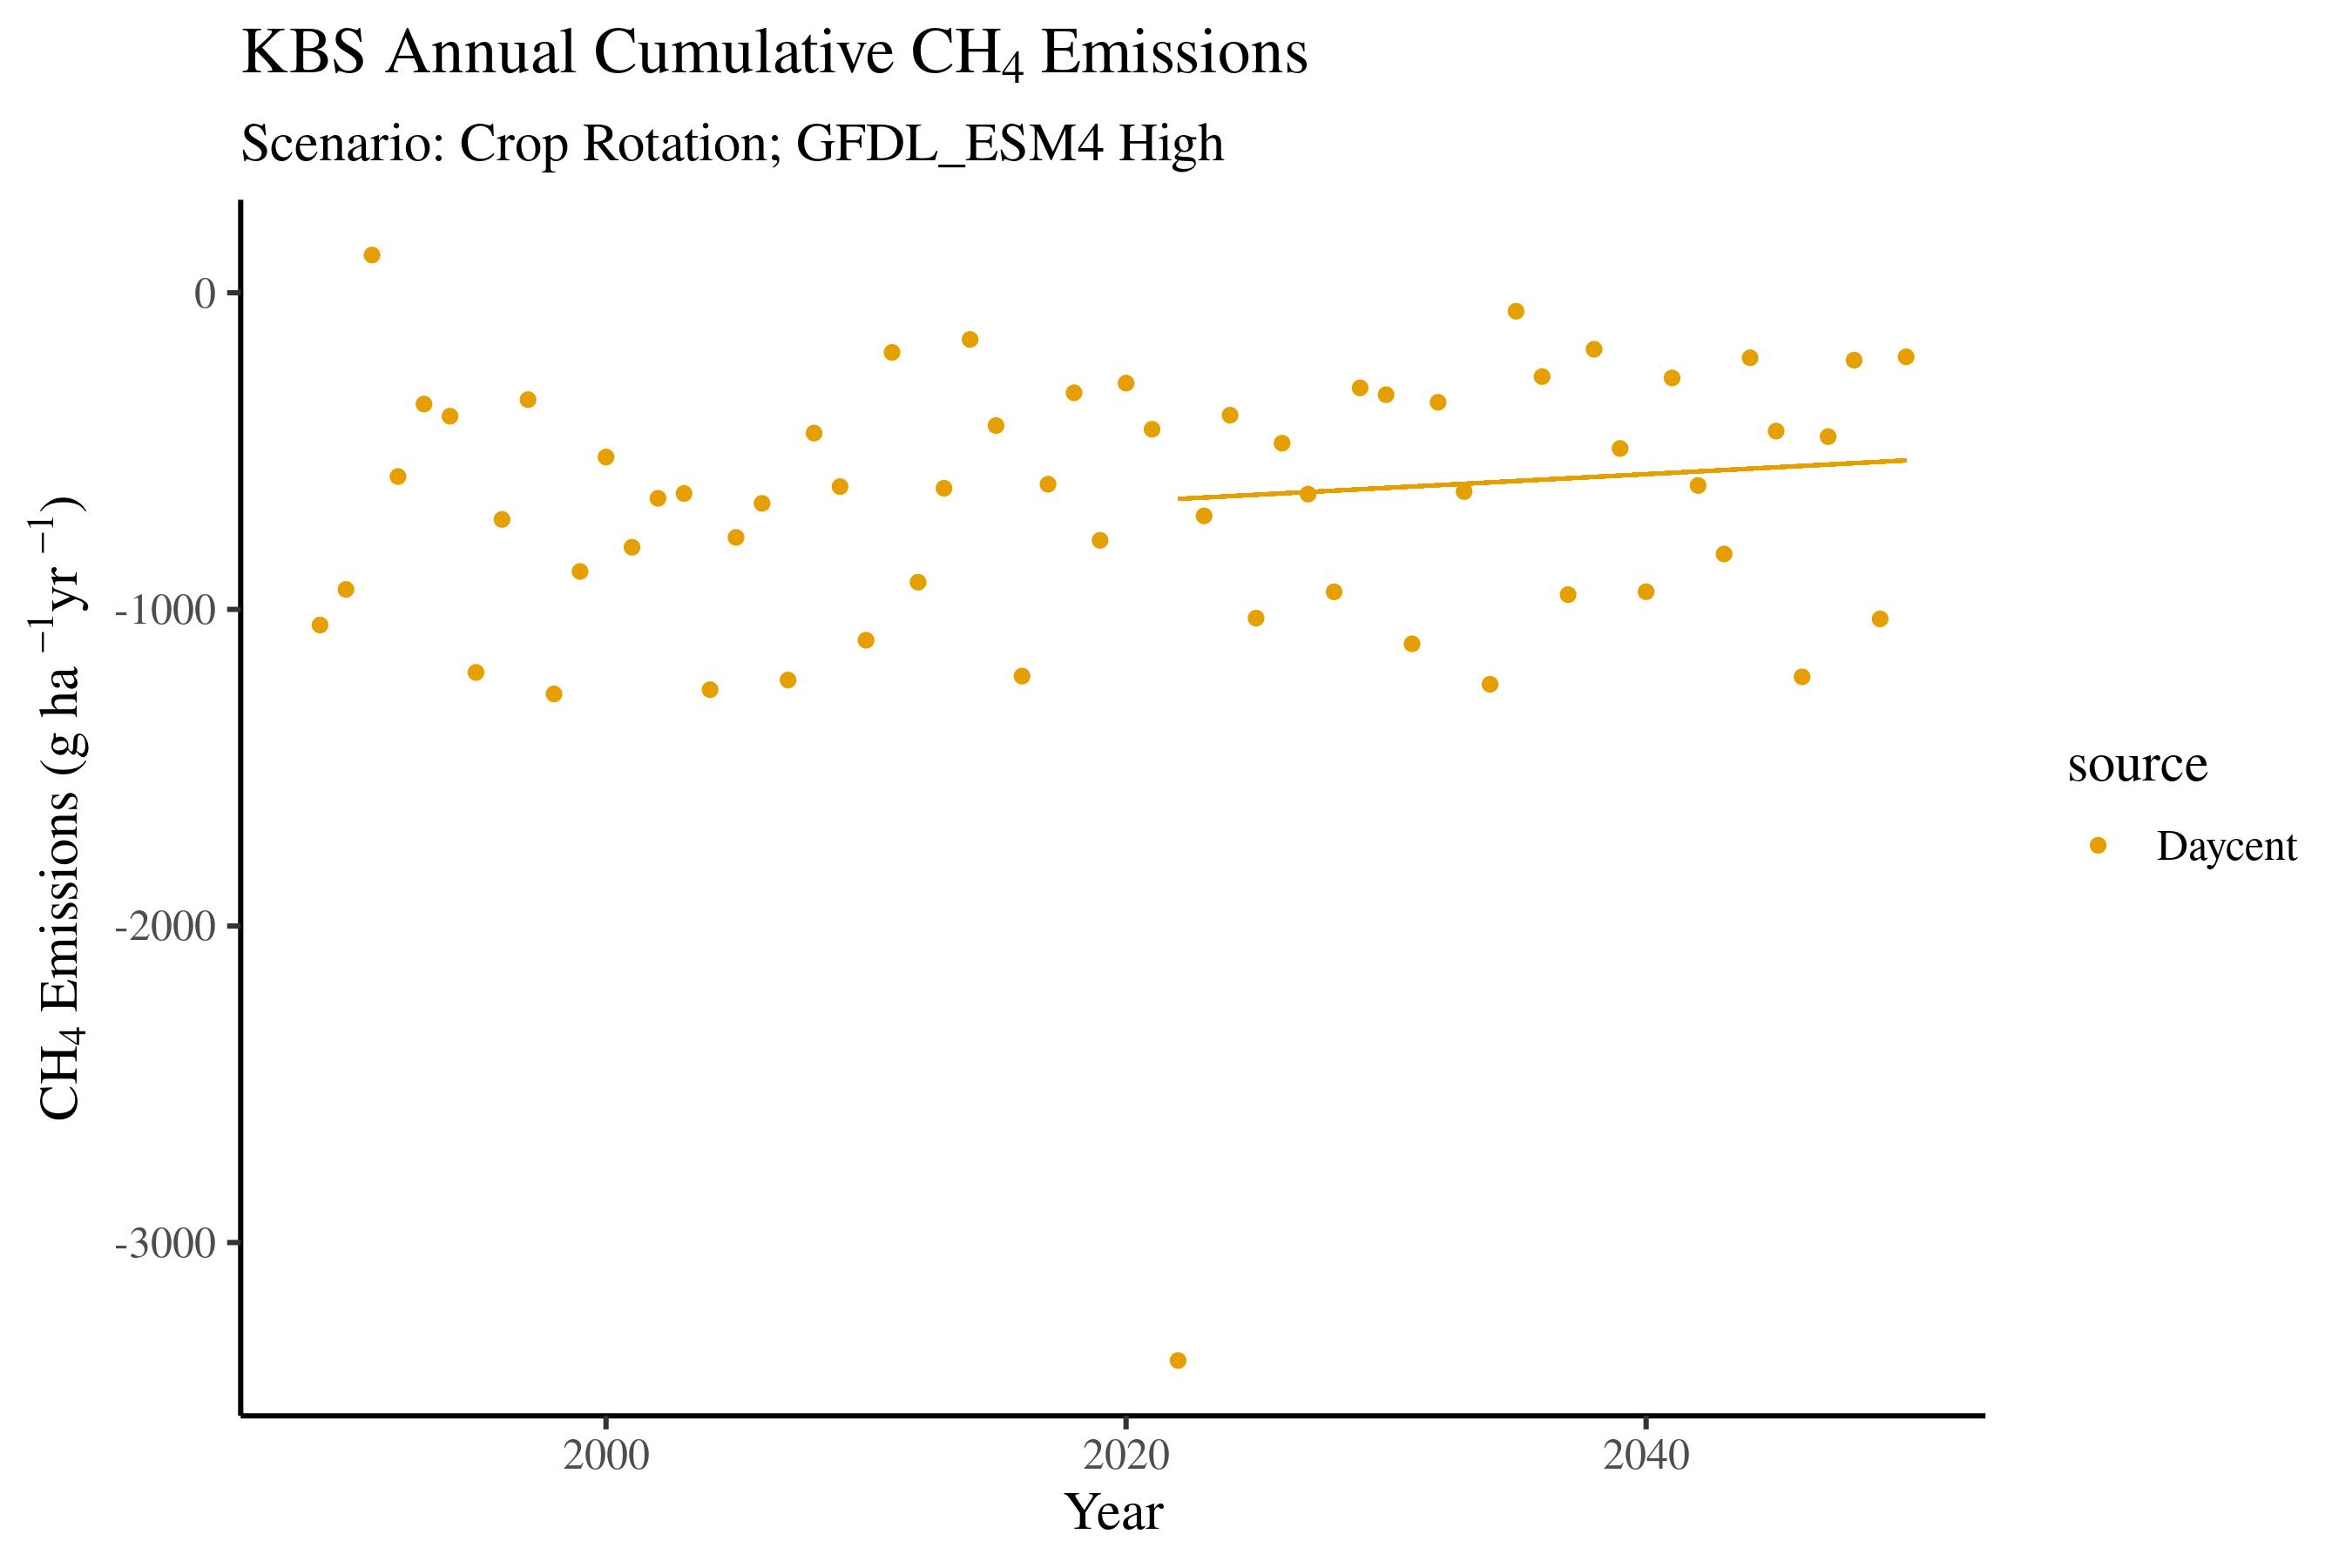 KBS Annual Cumulative CH₄ Emissions
Scenario: Crop Rotation; GFDL_ESM4 High
CH₄ Emissions (g ha ⁻¹yr ⁻¹)
0
-1000
-2000
-3000
source
Daycent
2000 2020 2040
Year